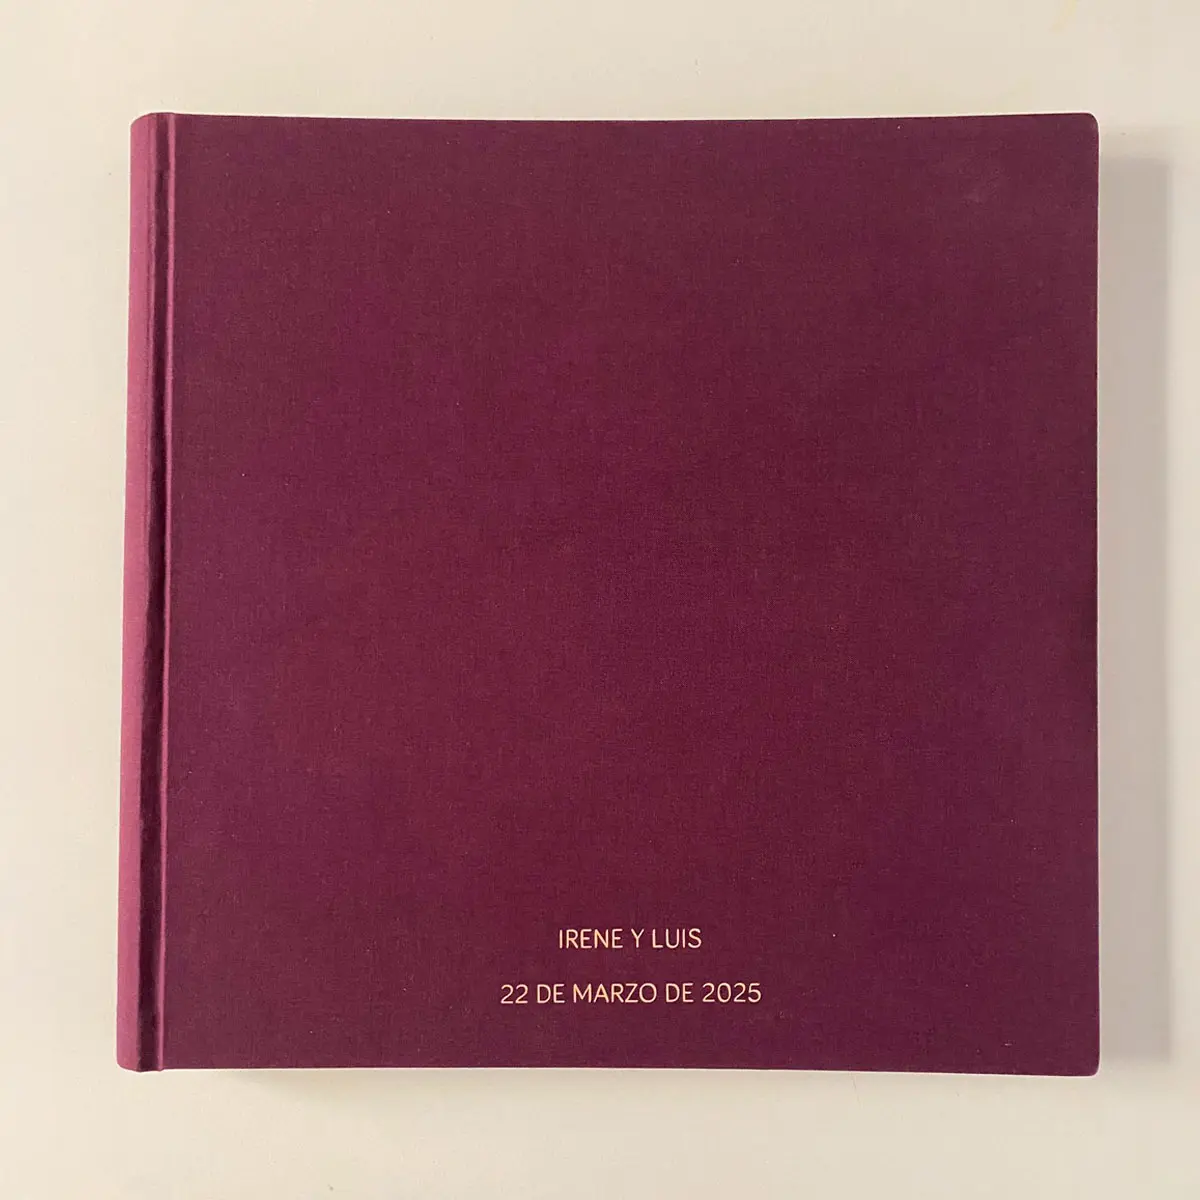 IRENE Y LUIS
22 DE MARZO DE 2025